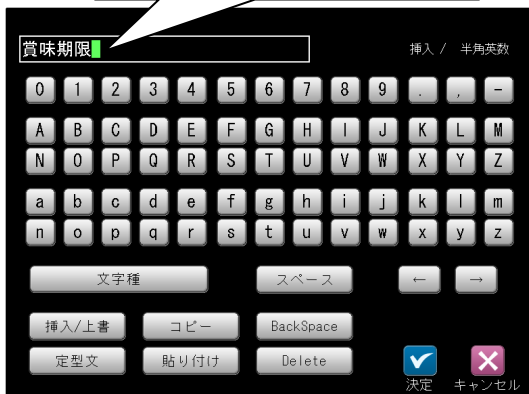 賞味期限
挿入 / 半角英数
0 1 2 3 4 5 6 7 8 9 . , -
A B C D E F G H I J K L M
N O P Q R S T U V W X Y Z
a b c d e f g h i j k l m
n o p q r s t u v w x y z
文字種 スペース ← →
挿入/上書 コピー BackSpace
定型文 貼り付け Delete
決定 キャンセル